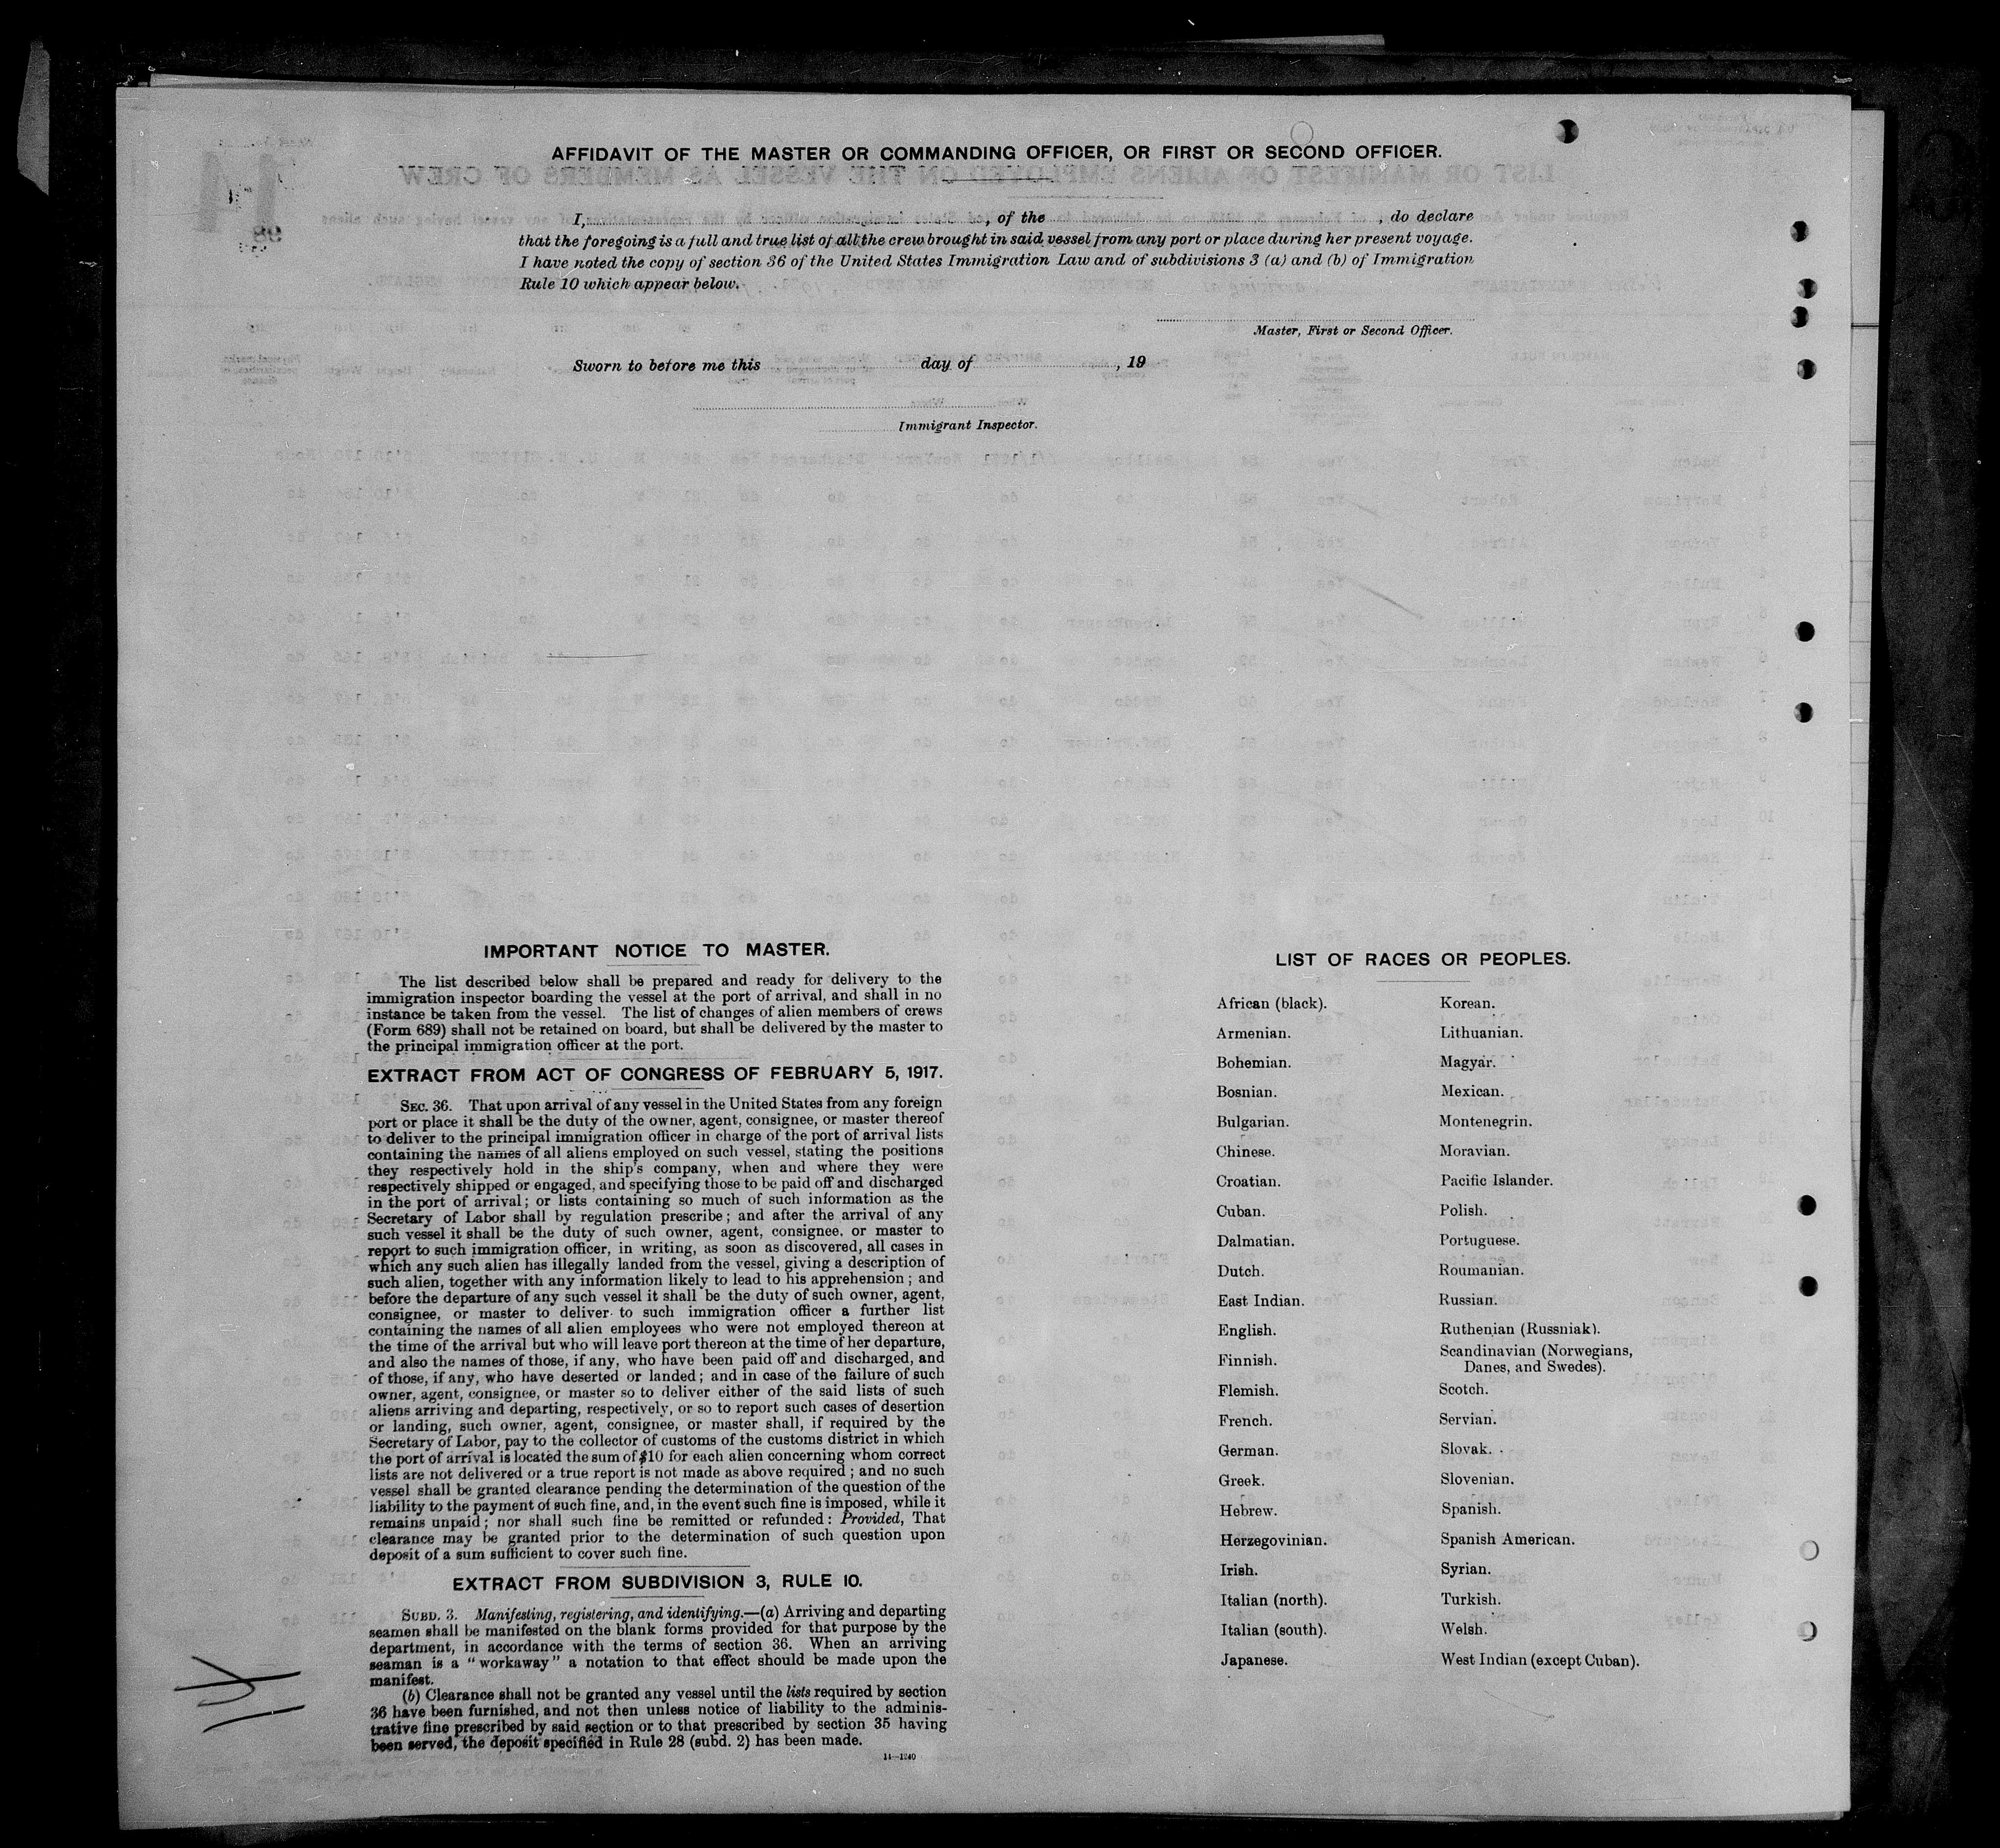 AFFIDAVIT OF THE MASTER OR COMMANDING OFFICER, OR FIRST OR SECOND OFFICER.
I, , of the , do declare
that the foregoing is a full and true list of all the crew brought in said vessel from any port or place during her present voyage.
I have noted the copy of section 36 of the United States Immigration Law and of subdivisions 3 (a) and (b) of Immigration
Rule 10 which appear below.
Master, First or Second Officer.
Sworn to before me this day of , 19
Immigrant Inspector.
IMPORTANT NOTICE TO MASTER.
The list described below shall be prepared and ready for delivery to the
immigration inspector boarding the vessel at the port of arrival, and shall in no
instance be taken from the vessel. The list of changes of alien members of crews
(Form 689) shall not be retained on board, but shall be delivered by the master to
the principal immigration officer at the port.
EXTRACT FROM ACT OF CONGRESS OF FEBRUARY 5, 1917.
SEC. 36. That upon arrival of any vessel in the United States from any foreign
port or place it shall be the duty of the owner, agent, consignee, or master thereof
to deliver to the principal immigration officer in charge of the port of arrival lists
containing the names of all aliens employed on such vessel, stating the positions
they respectively hold in the ship's company, when and where they were
respectively shipped or engaged, and specifying those to be paid off and discharged
in the port of arrival; or lists containing so much of such information as the
Secretary of Labor shall by regulation prescribe; and after the arrival of any
such vessel it shall be the duty of such owner, agent, consignee, or master to
report to such immigration officer, in writing, as soon as discovered, all cases in
which any such alien has illegally landed from the vessel, giving a description of
such alien, together with any information likely to lead to his apprehension; and
before the departure of any such vessel it shall be the duty of such owner, agent,
consignee, or master to deliver to such immigration officer a further list
containing the names of all alien employees who were not employed thereon at
the time of the arrival but who will leave port thereon at the time of her departure,
and also the names of those, if any, who have been paid off and discharged, and
of those, if any, who have deserted or landed; and in case of the failure of such
owner, agent, consignee, or master so to deliver either of the said lists of such
aliens arriving and departing, respectively, or so to report such cases of desertion
or landing, such owner, agent, consignee, or master shall, if required by the
Secretary of Labor, pay to the collector of customs of the customs district in which
the port of arrival is located the sum of $10 for each alien concerning whom correct
lists are not delivered or a true report is not made as above required; and no such
vessel shall be granted clearance pending the determination of the question of the
liability to the payment of such fine, and, in the event such fine is imposed, while it
remains unpaid; nor shall such fine be remitted or refunded: Provided, That
clearance may be granted prior to the determination of such question upon
deposit of a sum sufficient to cover such fine.
EXTRACT FROM SUBDIVISION 3, RULE 10.
SUBD. 3. Manifesting, registering, and identifying.—(a) Arriving and departing
seamen shall be manifested on the blank forms provided for that purpose by the
department, in accordance with the terms of section 36. When an arriving
seaman is a "workaway" a notation to that effect should be made upon the
manifest.
(b) Clearance shall not be granted any vessel until the lists required by section
36 have been furnished, and not then unless notice of liability to the adminis-
trative fine prescribed by said section or to that prescribed by section 35 having
been served, the deposit specified in Rule 28 (subd. 2) has been made.
14—1240
LIST OF RACES OR PEOPLES.
African (black).
Armenian.
Bohemian.
Bosnian.
Bulgarian.
Chinese.
Croatian.
Cuban.
Dalmatian.
Dutch.
East Indian.
English.
Finnish.
Flemish.
French.
German.
Greek.
Hebrew.
Herzegovinian.
Irish.
Italian (north).
Italian (south).
Japanese.
Korean.
Lithuanian.
Magyar.
Mexican.
Montenegrin.
Moravian.
Pacific Islander.
Polish.
Portuguese.
Roumanian.
Russian.
Ruthenian (Russniak).
Scandinavian (Norwegians,
Danes, and Swedes).
Scotch.
Servian.
Slovak.
Slovenian.
Spanish.
Spanish American.
Syrian.
Turkish.
Welsh.
West Indian (except Cuban).
14